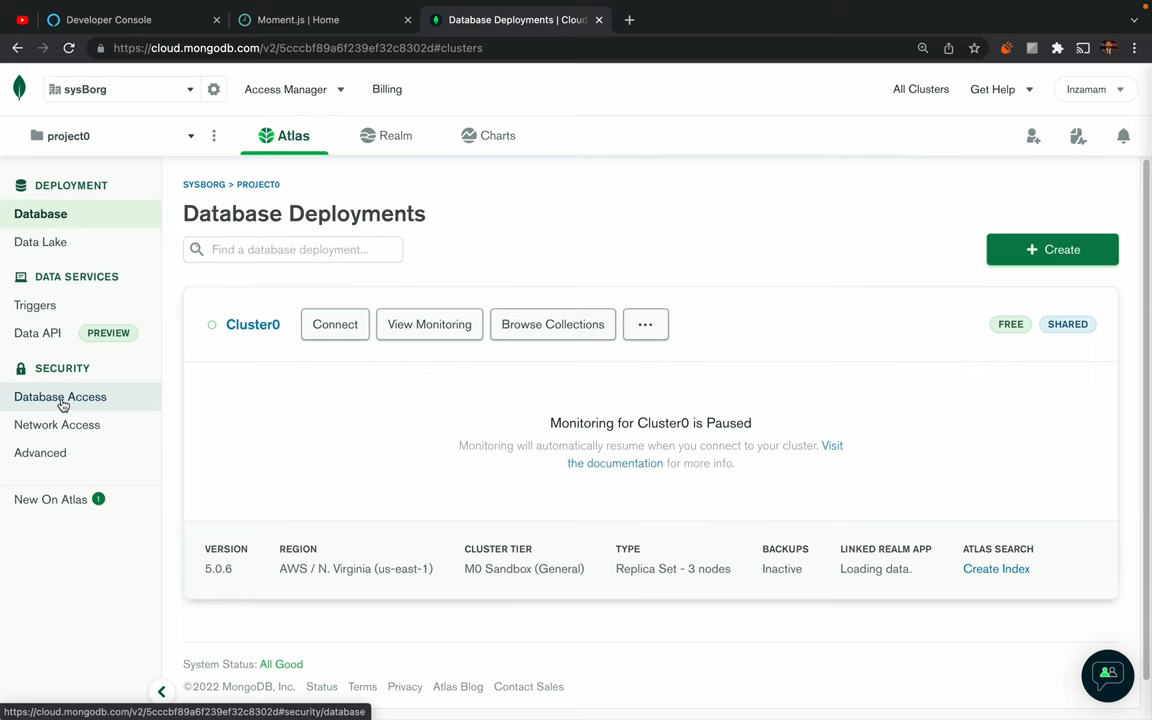 Developer Console
Moment.js | Home
Database Deployments | Cloud
https://cloud.mongodb.com/v2/5cccbf89a6f239ef32c8302d#clusters
sysBorg
Access Manager
Billing
All Clusters
Get Help
Inzamam
project0
Atlas
Realm
Charts
DEPLOYMENT
Database
Data Lake
DATA SERVICES
Triggers
Data API PREVIEW
SECURITY
Database Access
Network Access
Advanced
New On Atlas 1
SYSBORG > PROJECT0
Database Deployments
Find a database deployment...
+ Create
Cluster0
Connect
View Monitoring
Browse Collections
...
FREE
SHARED
Monitoring for Cluster0 is Paused
Monitoring will automatically resume when you connect to your cluster. Visit
the documentation for more info.
VERSION
5.0.6
REGION
AWS / N. Virginia (us-east-1)
CLUSTER TIER
M0 Sandbox (General)
TYPE
Replica Set - 3 nodes
BACKUPS
Inactive
LINKED REALM APP
Loading data.
ATLAS SEARCH
Create Index
System Status: All Good
©2022 MongoDB, Inc. Status Terms Privacy Atlas Blog Contact Sales
https://cloud.mongodb.com/v2/5cccbf89a6f239ef32c8302d#security/database